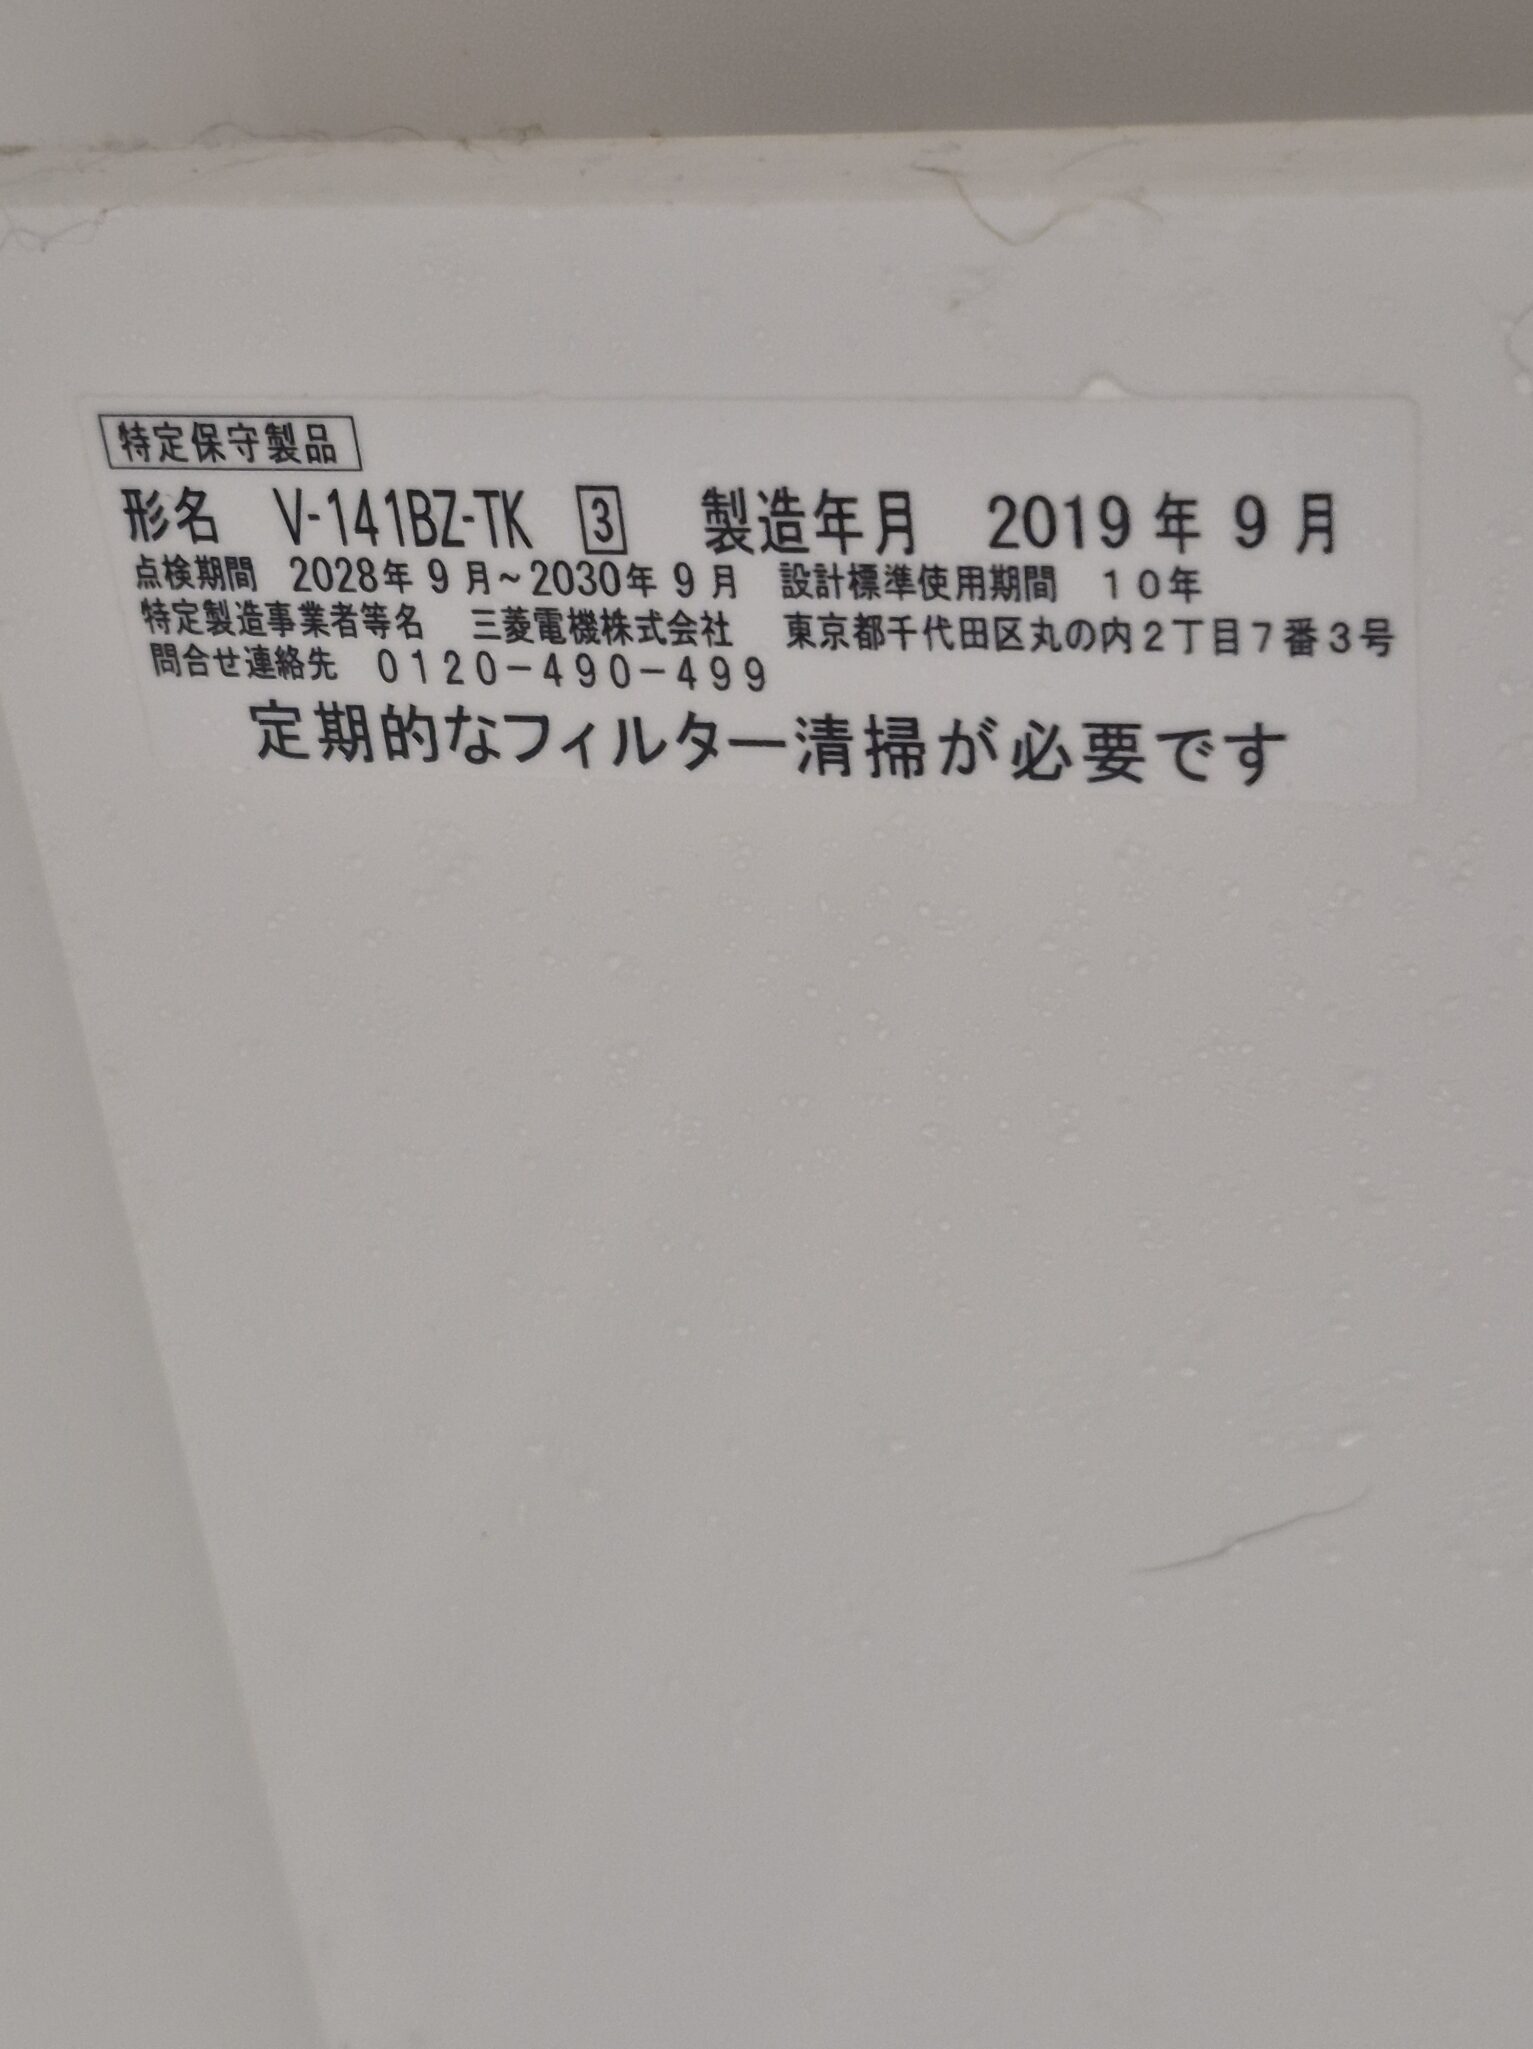 特定保守製品
形名 V-141BZ-TK 3 製造年月 2019年 9 月
点検期間 2028年 9 月~2030年 9 月 設計標準使用期間 10年
特定製造事業者等名 三菱電機株式会社 東京都千代田区丸の内2丁目7番3号
問合せ連絡先 0120-490-499
定期的なフィルター清掃が必要です